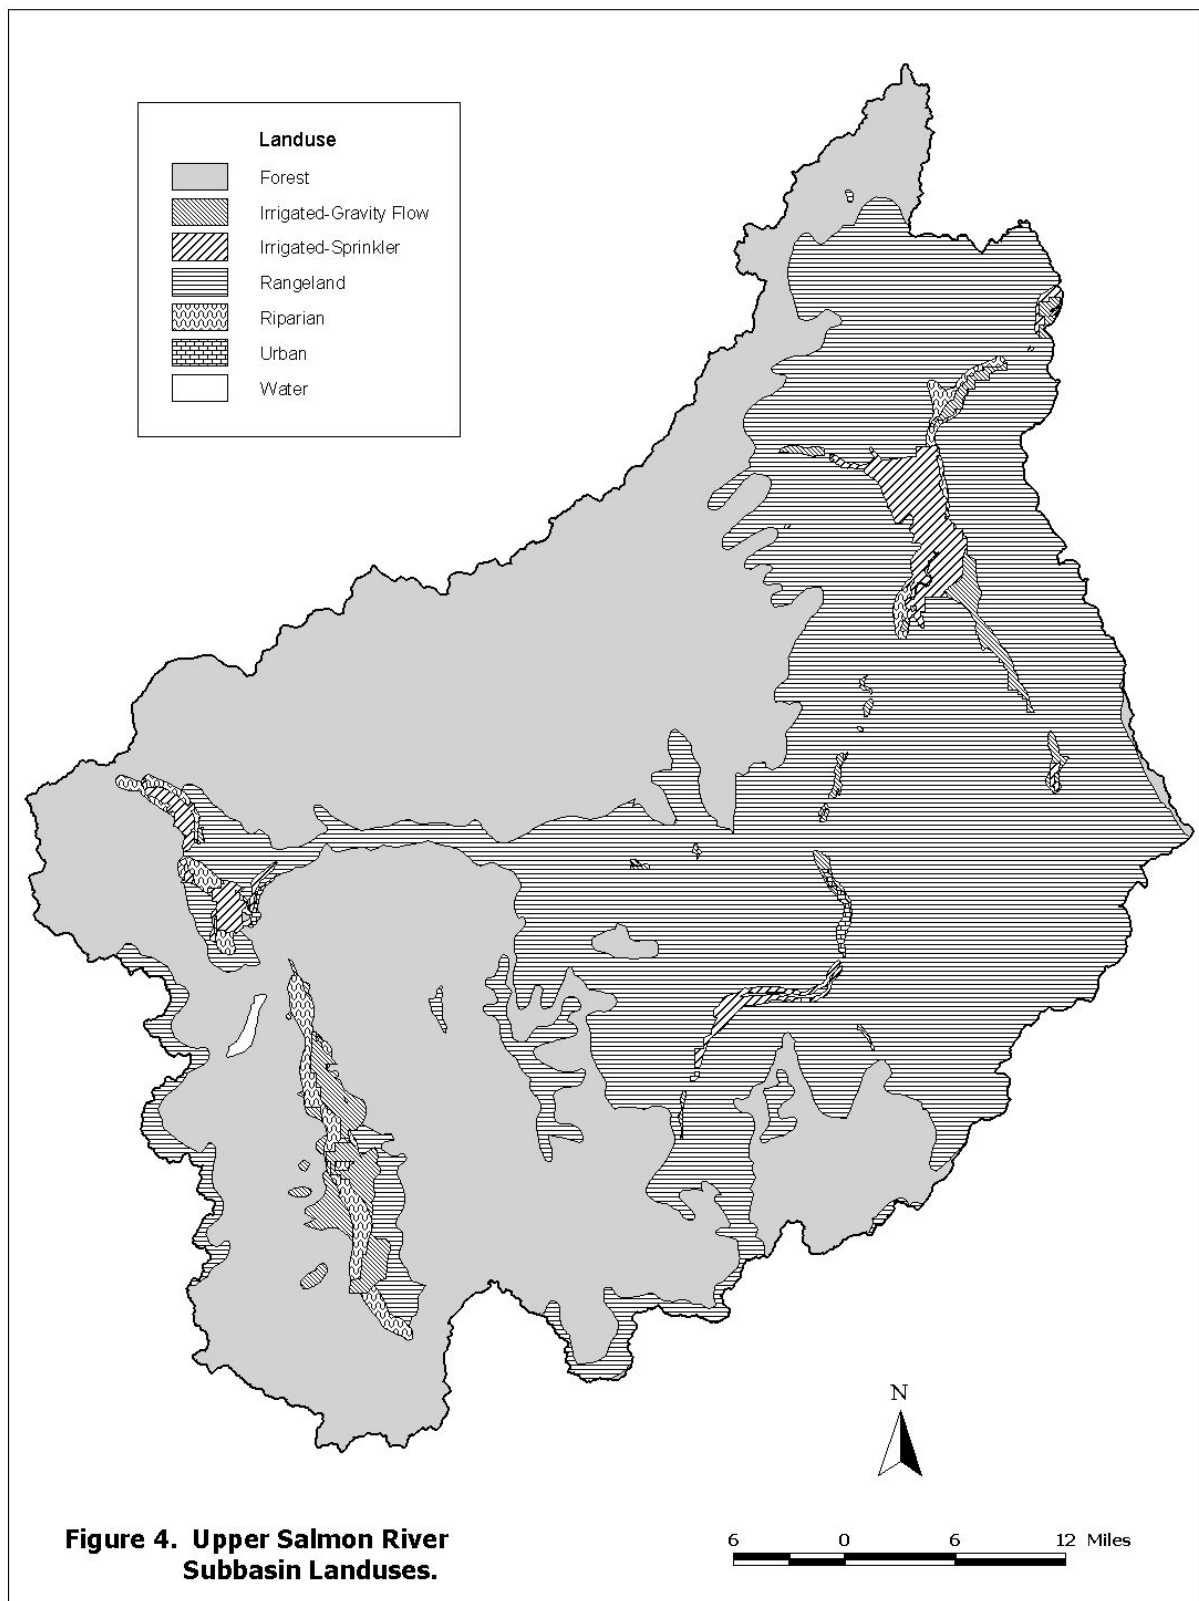 Landuse
Forest
Irrigated-Gravity Flow
Irrigated-Sprinkler
Rangeland
Riparian
Urban
Water
N
Figure 4. Upper Salmon River
Subbasin Landuses.
6 0 6 12 Miles